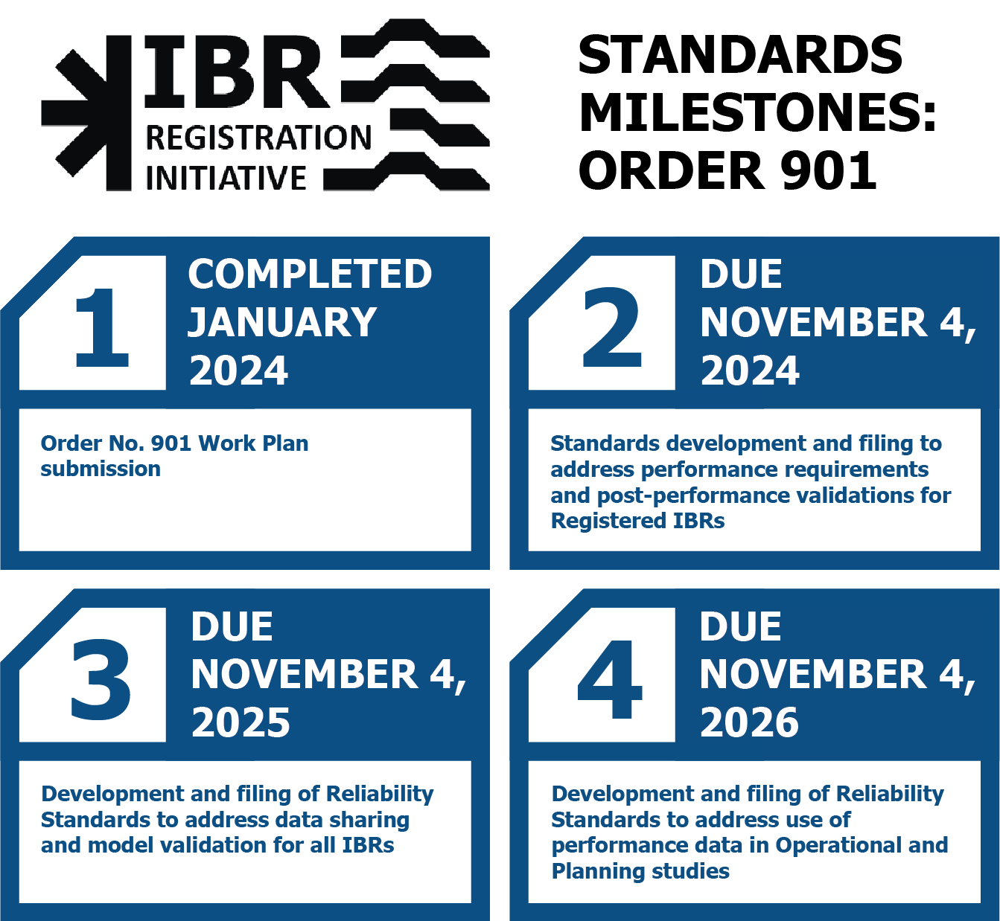 IBR
REGISTRATION
INITIATIVE
STANDARDS
MILESTONES:
ORDER 901
1
COMPLETED
JANUARY
2024
Order No. 901 Work Plan
submission
2
DUE
NOVEMBER 4,
2024
Standards development and filing to
address performance requirements
and post-performance validations for
Registered IBRs
3
DUE
NOVEMBER 4,
2025
Development and filing of Reliability
Standards to address data sharing
and model validation for all IBRs
4
DUE
NOVEMBER 4,
2026
Development and filing of Reliability
Standards to address use of
performance data in Operational and
Planning studies